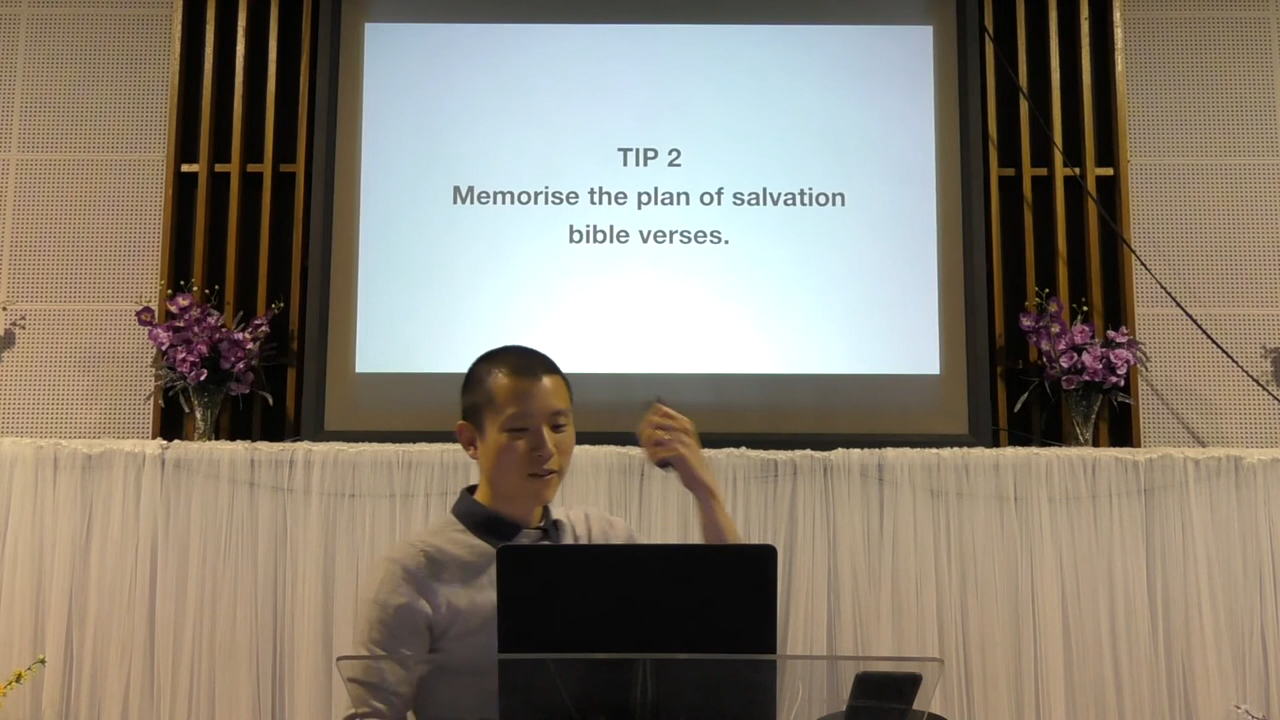 TIP 2
Memorise the plan of salvation
bible verses.